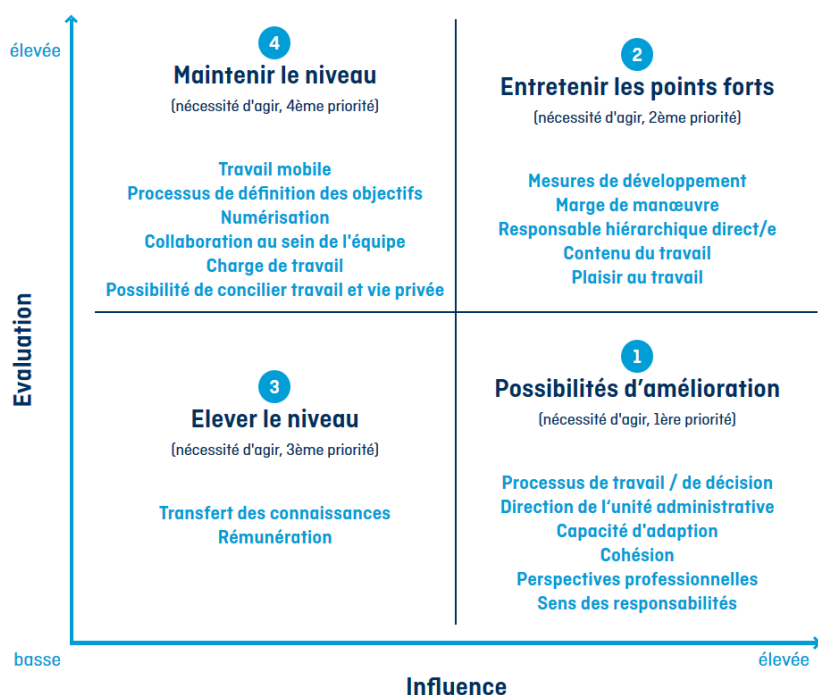 élevée
4
Maintenir le niveau
(nécessité d'agir, 4ème priorité)
Travail mobile
Processus de définition des objectifs
Numérisation
Collaboration au sein de l'équipe
Charge de travail
Possibilité de concilier travail et vie privée
2
Entretenir les points forts
(nécessité d'agir, 2ème priorité)
Mesures de développement
Marge de manœuvre
Responsable hiérarchique direct/e
Contenu du travail
Plaisir au travail
Evaluation
3
Elever le niveau
(nécessité d'agir, 3ème priorité)
Transfert des connaissances
Rémunération
1
Possibilités d’amélioration
(nécessité d'agir, 1ère priorité)
Processus de travail / de décision
Direction de l‘unité administrative
Capacité d'adaption
Cohésion
Perspectives professionnelles
Sens des responsabilités
basse
élevée
Influence